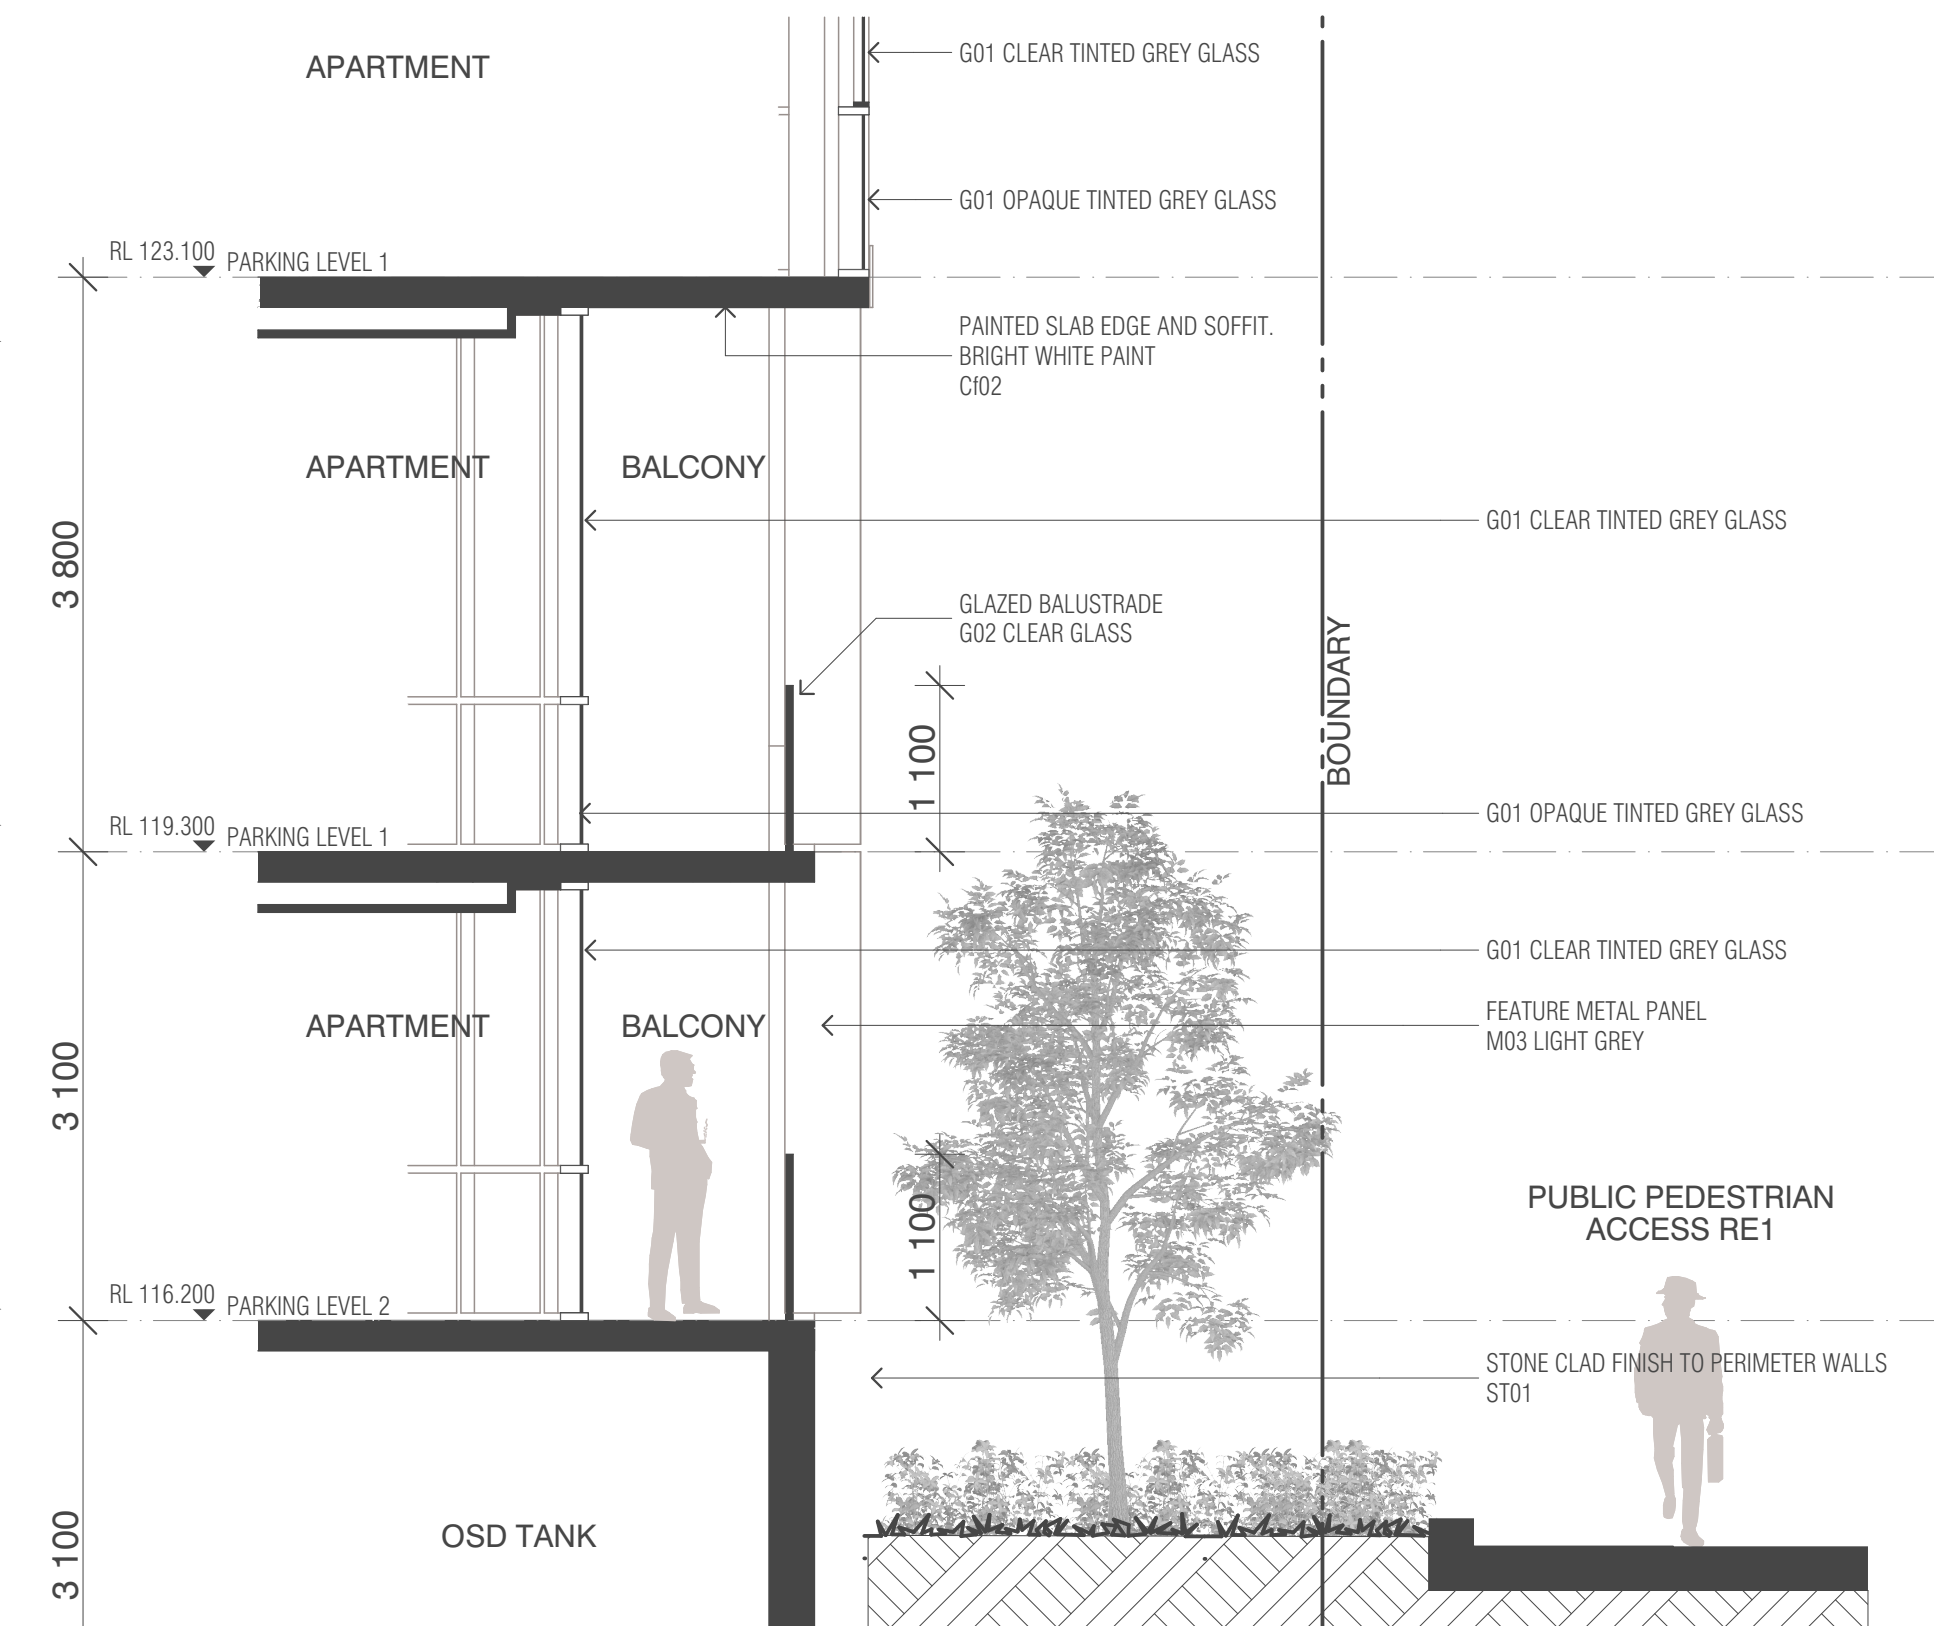 APARTMENT
G01 CLEAR TINTED GREY GLASS
G01 OPAQUE TINTED GREY GLASS
RL 123.100
PARKING LEVEL 1
PAINTED SLAB EDGE AND SOFFIT.
BRIGHT WHITE PAINT
Cf02
APARTMENT
BALCONY
3 800
G01 CLEAR TINTED GREY GLASS
GLAZED BALUSTRADE
G02 CLEAR GLASS
BOUNDARY
1 100
G01 OPAQUE TINTED GREY GLASS
RL 119.300
PARKING LEVEL 1
G01 CLEAR TINTED GREY GLASS
APARTMENT
BALCONY
FEATURE METAL PANEL
M03 LIGHT GREY
3 100
1 100
PUBLIC PEDESTRIAN
ACCESS RE1
RL 116.200
PARKING LEVEL 2
STONE CLAD FINISH TO PERIMETER WALLS
ST01
OSD TANK
3 100